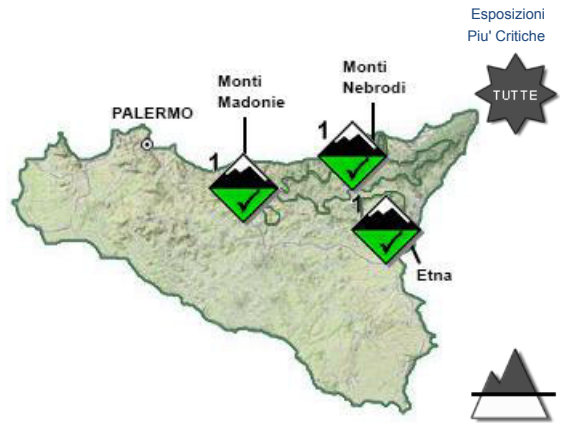 Esposizioni
Piu' Critiche
TUTTE
Monti
Nebrodi
Monti
Madonie
PALERMO
1
1
1
Etna